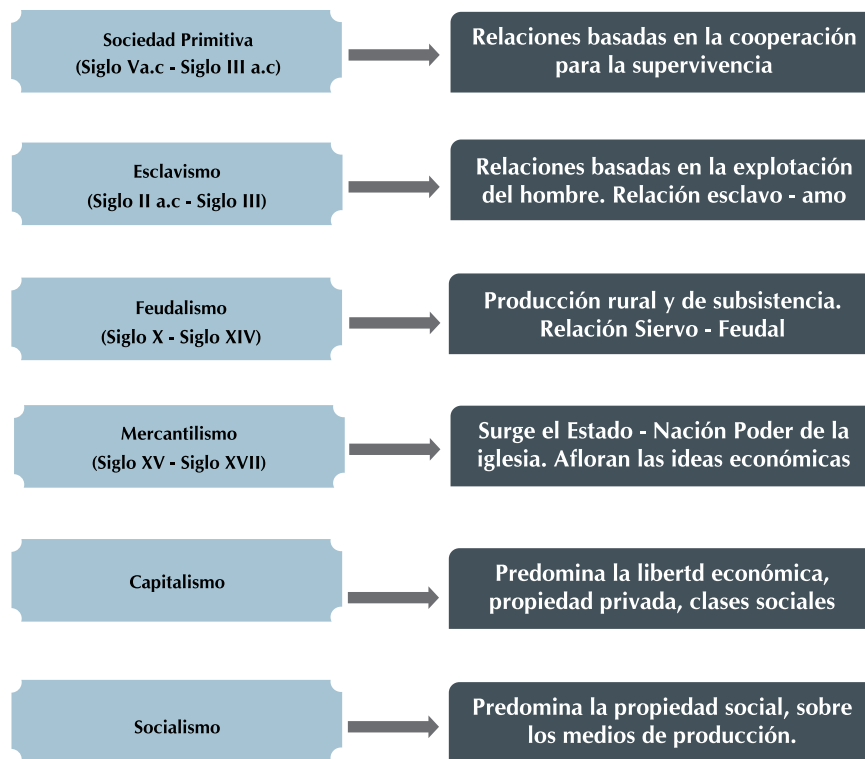 Sociedad Primitiva
(Siglo Va.c - Siglo III a.c)
Relaciones basadas en la cooperación
para la supervivencia
Esclavismo
(Siglo II a.c - Siglo III)
Relaciones basadas en la explotación
del hombre. Relación esclavo - amo
Feudalismo
(Siglo X - Siglo XIV)
Producción rural y de subsistencia.
Relación Siervo - Feudal
Mercantilismo
(Siglo XV - Siglo XVII)
Surge el Estado - Nación Poder de la
iglesia. Afloran las ideas económicas
Capitalismo
Predomina la libertd económica,
propiedad privada, clases sociales
Socialismo
Predomina la propiedad social, sobre
los medios de producción.